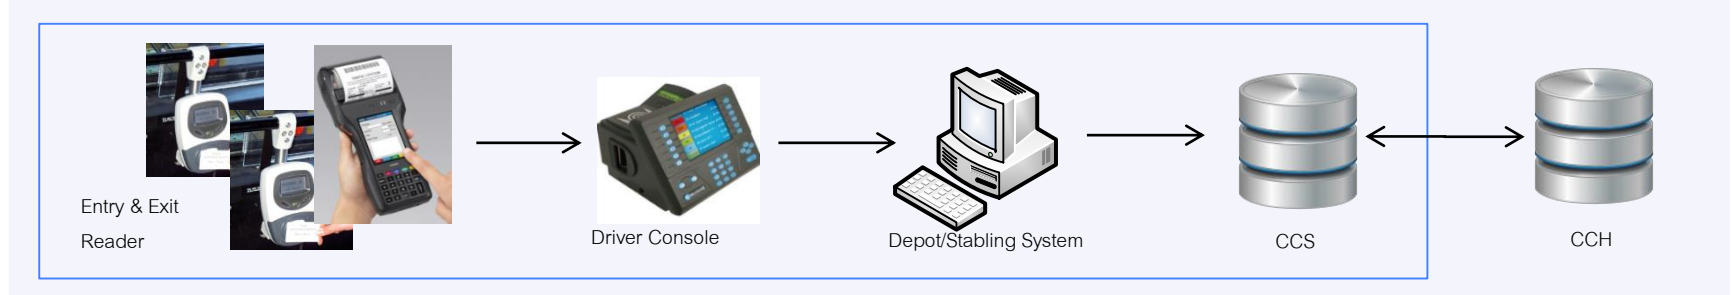 Entry & Exit
Reader
Driver Console
Depot/Stabling System
CCS
CCH